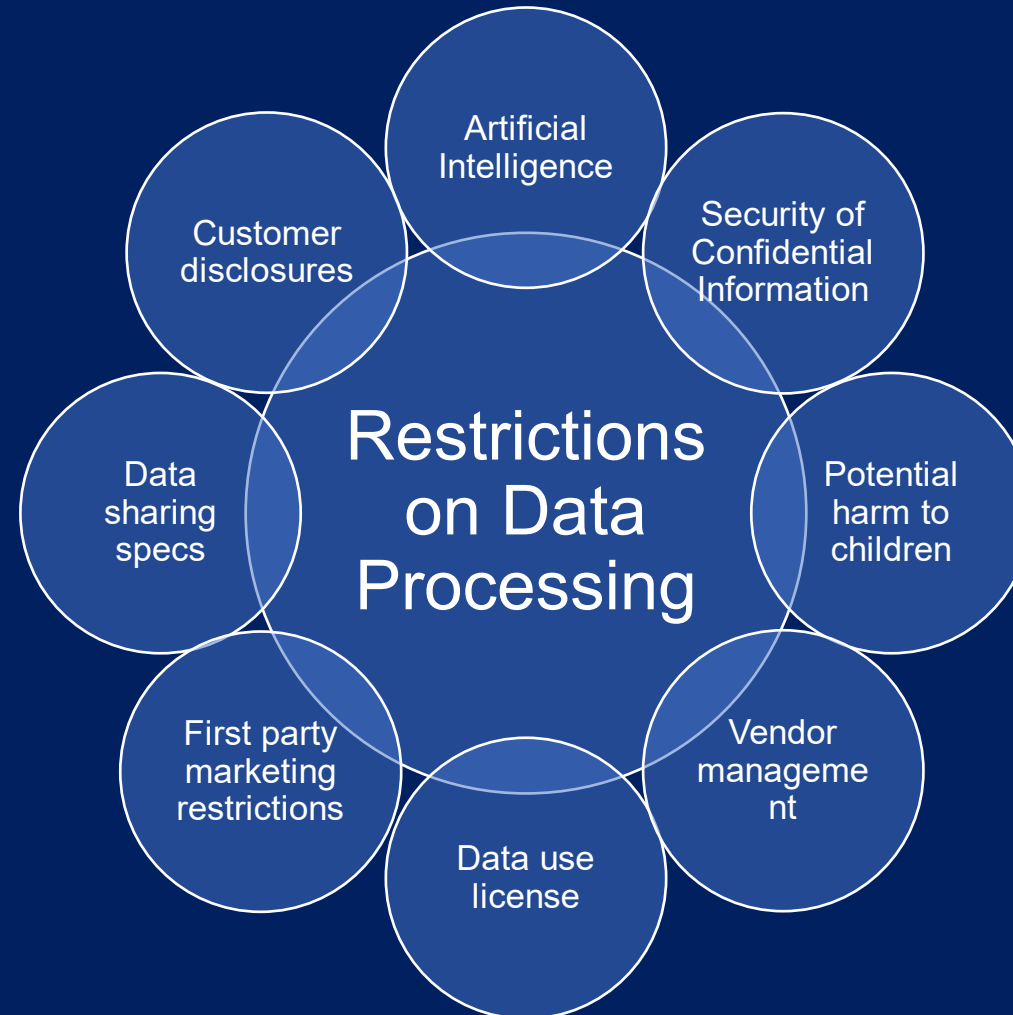 Artificial
Intelligence
Security of
Confidential
Information
Potential
harm to
children
Vendor
manageme
nt
Data use
license
First party
marketing
restrictions
Data
sharing
specs
Customer
disclosures
Restrictions
on Data
Processing